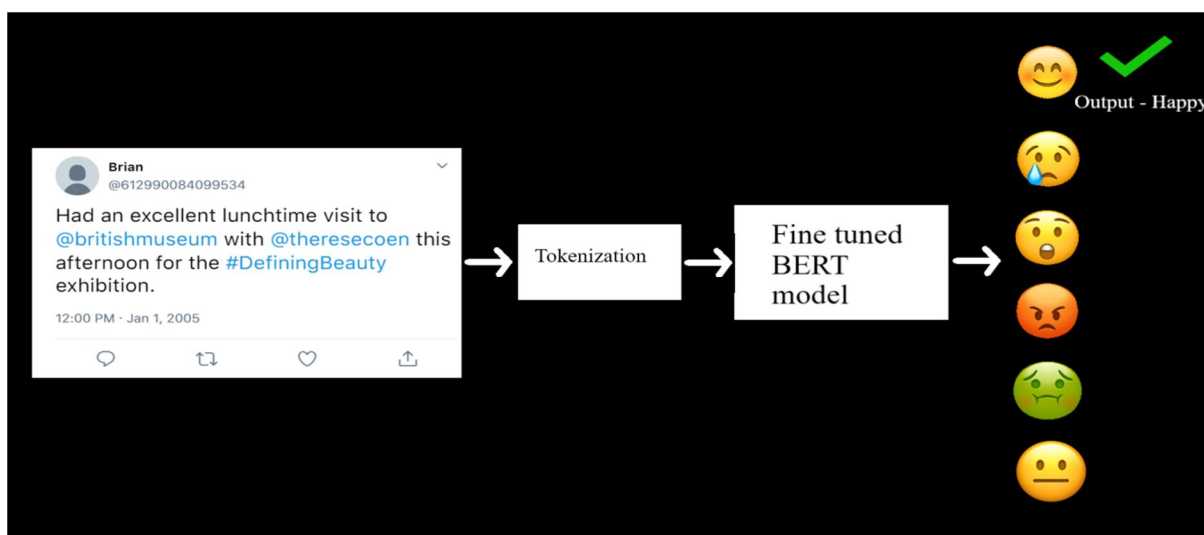 Brian
@612990084099534
Had an excellent lunchtime visit to
@britishmuseum with @theresecoen this
afternoon for the #DefiningBeauty
exhibition.
12:00 PM · Jan 1, 2005
Tokenization
Fine tuned
BERT
model
Output - Happy